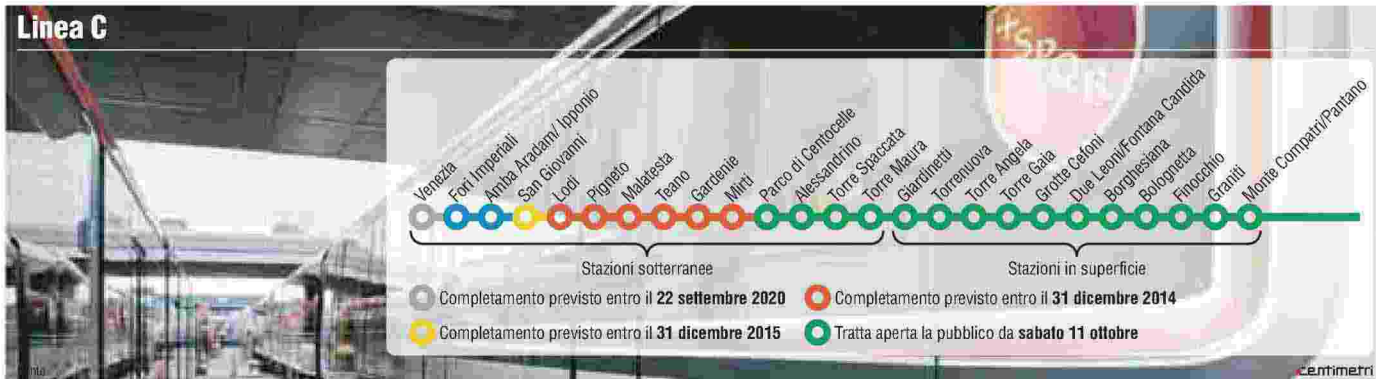 Linea C
Venezia
Fori Imperiali
Amba Aradam/ Ipponio
San Giovanni
Lodi
Pigneto
Malatesta
Teano
Gardenie
Mirti
Parco di Centocelle
Alessandrino
Torre Spaccata
Torre Maura
Giardinetti
Torrenuova
Torre Angela
Torre Gaia
Grotte Cefoni
Due Leoni/Fontana Candida
Borghesiana
Bolognetta
Finocchio
Graniti
Monte Compatri/Pantano
Stazioni sotterranee
Stazioni in superficie
Completamento previsto entro il 22 settembre 2020
Completamento previsto entro il 31 dicembre 2014
Completamento previsto entro il 31 dicembre 2015
Tratta aperta la pubblico da sabato 11 ottobre
centimetri